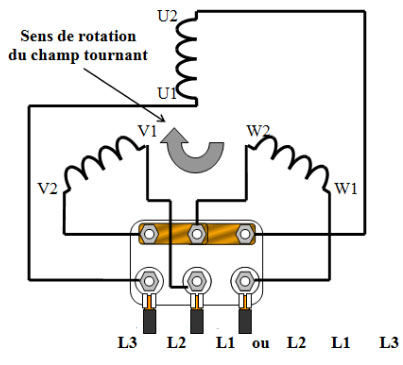 U2
Sens de rotation
du champ tournant
U1
V1
W2
V2
W1
L3 L2 L1 ou L2 L1 L3